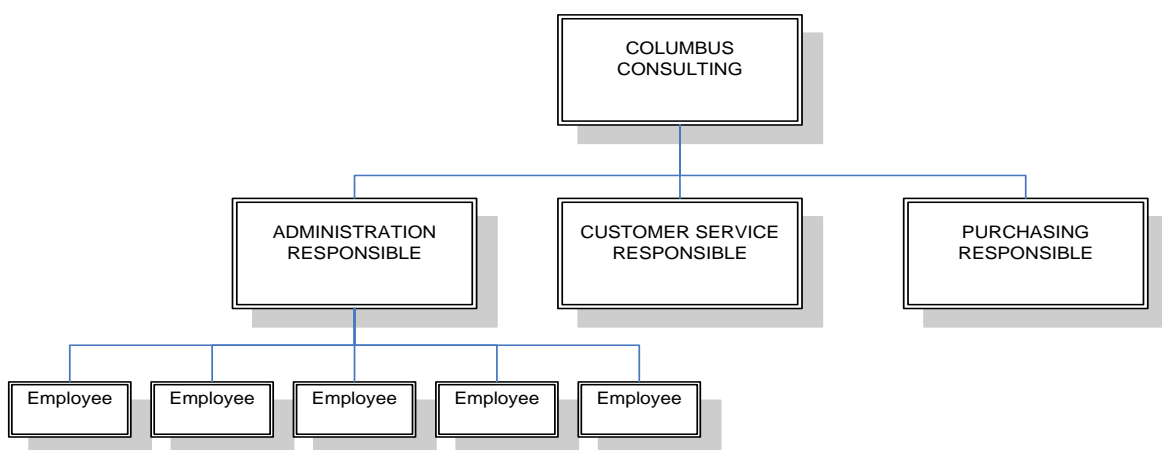 COLUMBUS
CONSULTING
ADMINISTRATION
RESPONSIBLE
CUSTOMER SERVICE
RESPONSIBLE
PURCHASING
RESPONSIBLE
Employee
Employee
Employee
Employee
Employee